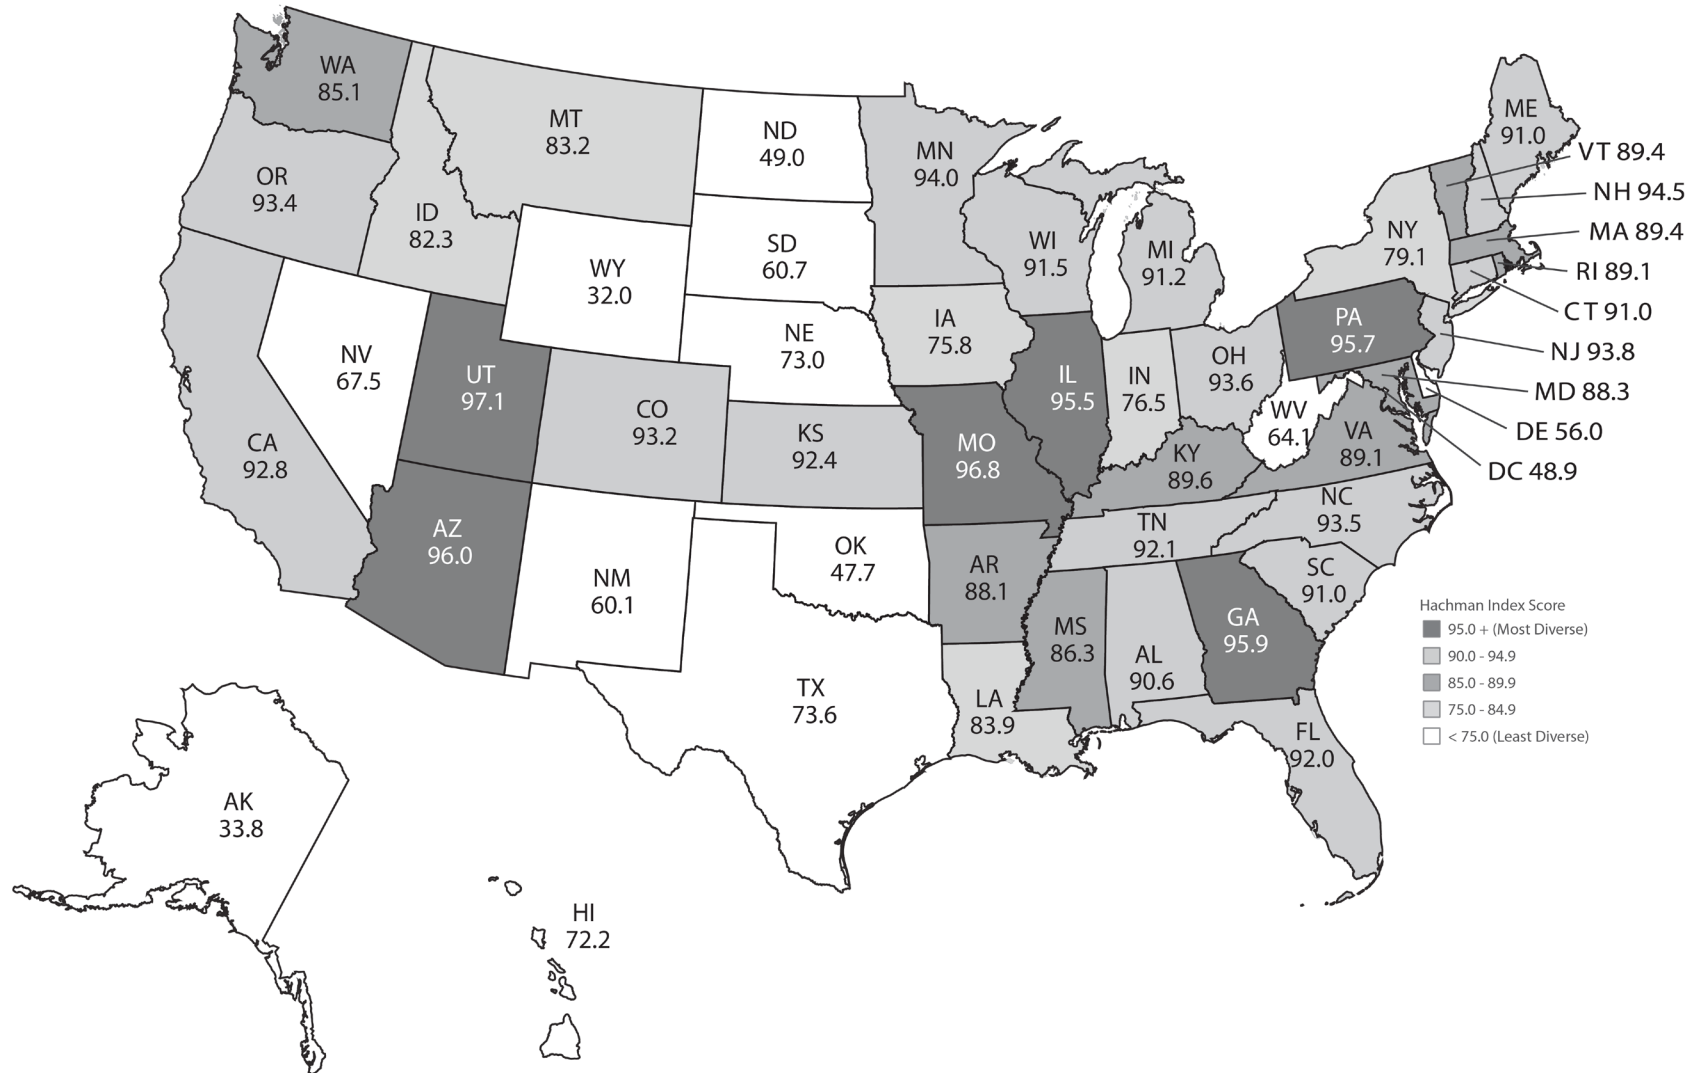 WA
85.1
MT
83.2
ND
49.0
MN
94.0
ME
91.0
VT 89.4
NH 94.5
OR
93.4
ID
82.3
WY
32.0
SD
60.7
WI
91.5
MI
91.2
NY
79.1
MA 89.4
RI 89.1
CT 91.0
NV
67.5
UT
97.1
NE
73.0
IA
75.8
IL
95.5
IN
76.5
OH
93.6
PA
95.7
NJ 93.8
MD 88.3
DE 56.0
DC 48.9
CA
92.8
CO
93.2
KS
92.4
MO
96.8
KY
89.6
WV
64.1
VA
89.1
AZ
96.0
NM
60.1
OK
47.7
AR
88.1
TN
92.1
NC
93.5
SC
91.0
TX
73.6
LA
83.9
MS
86.3
AL
90.6
GA
95.9
FL
92.0
AK
33.8
HI
72.2
Hachman Index Score
95.0 + (Most Diverse)
90.0 - 94.9
85.0 - 89.9
75.0 - 84.9
< 75.0 (Least Diverse)